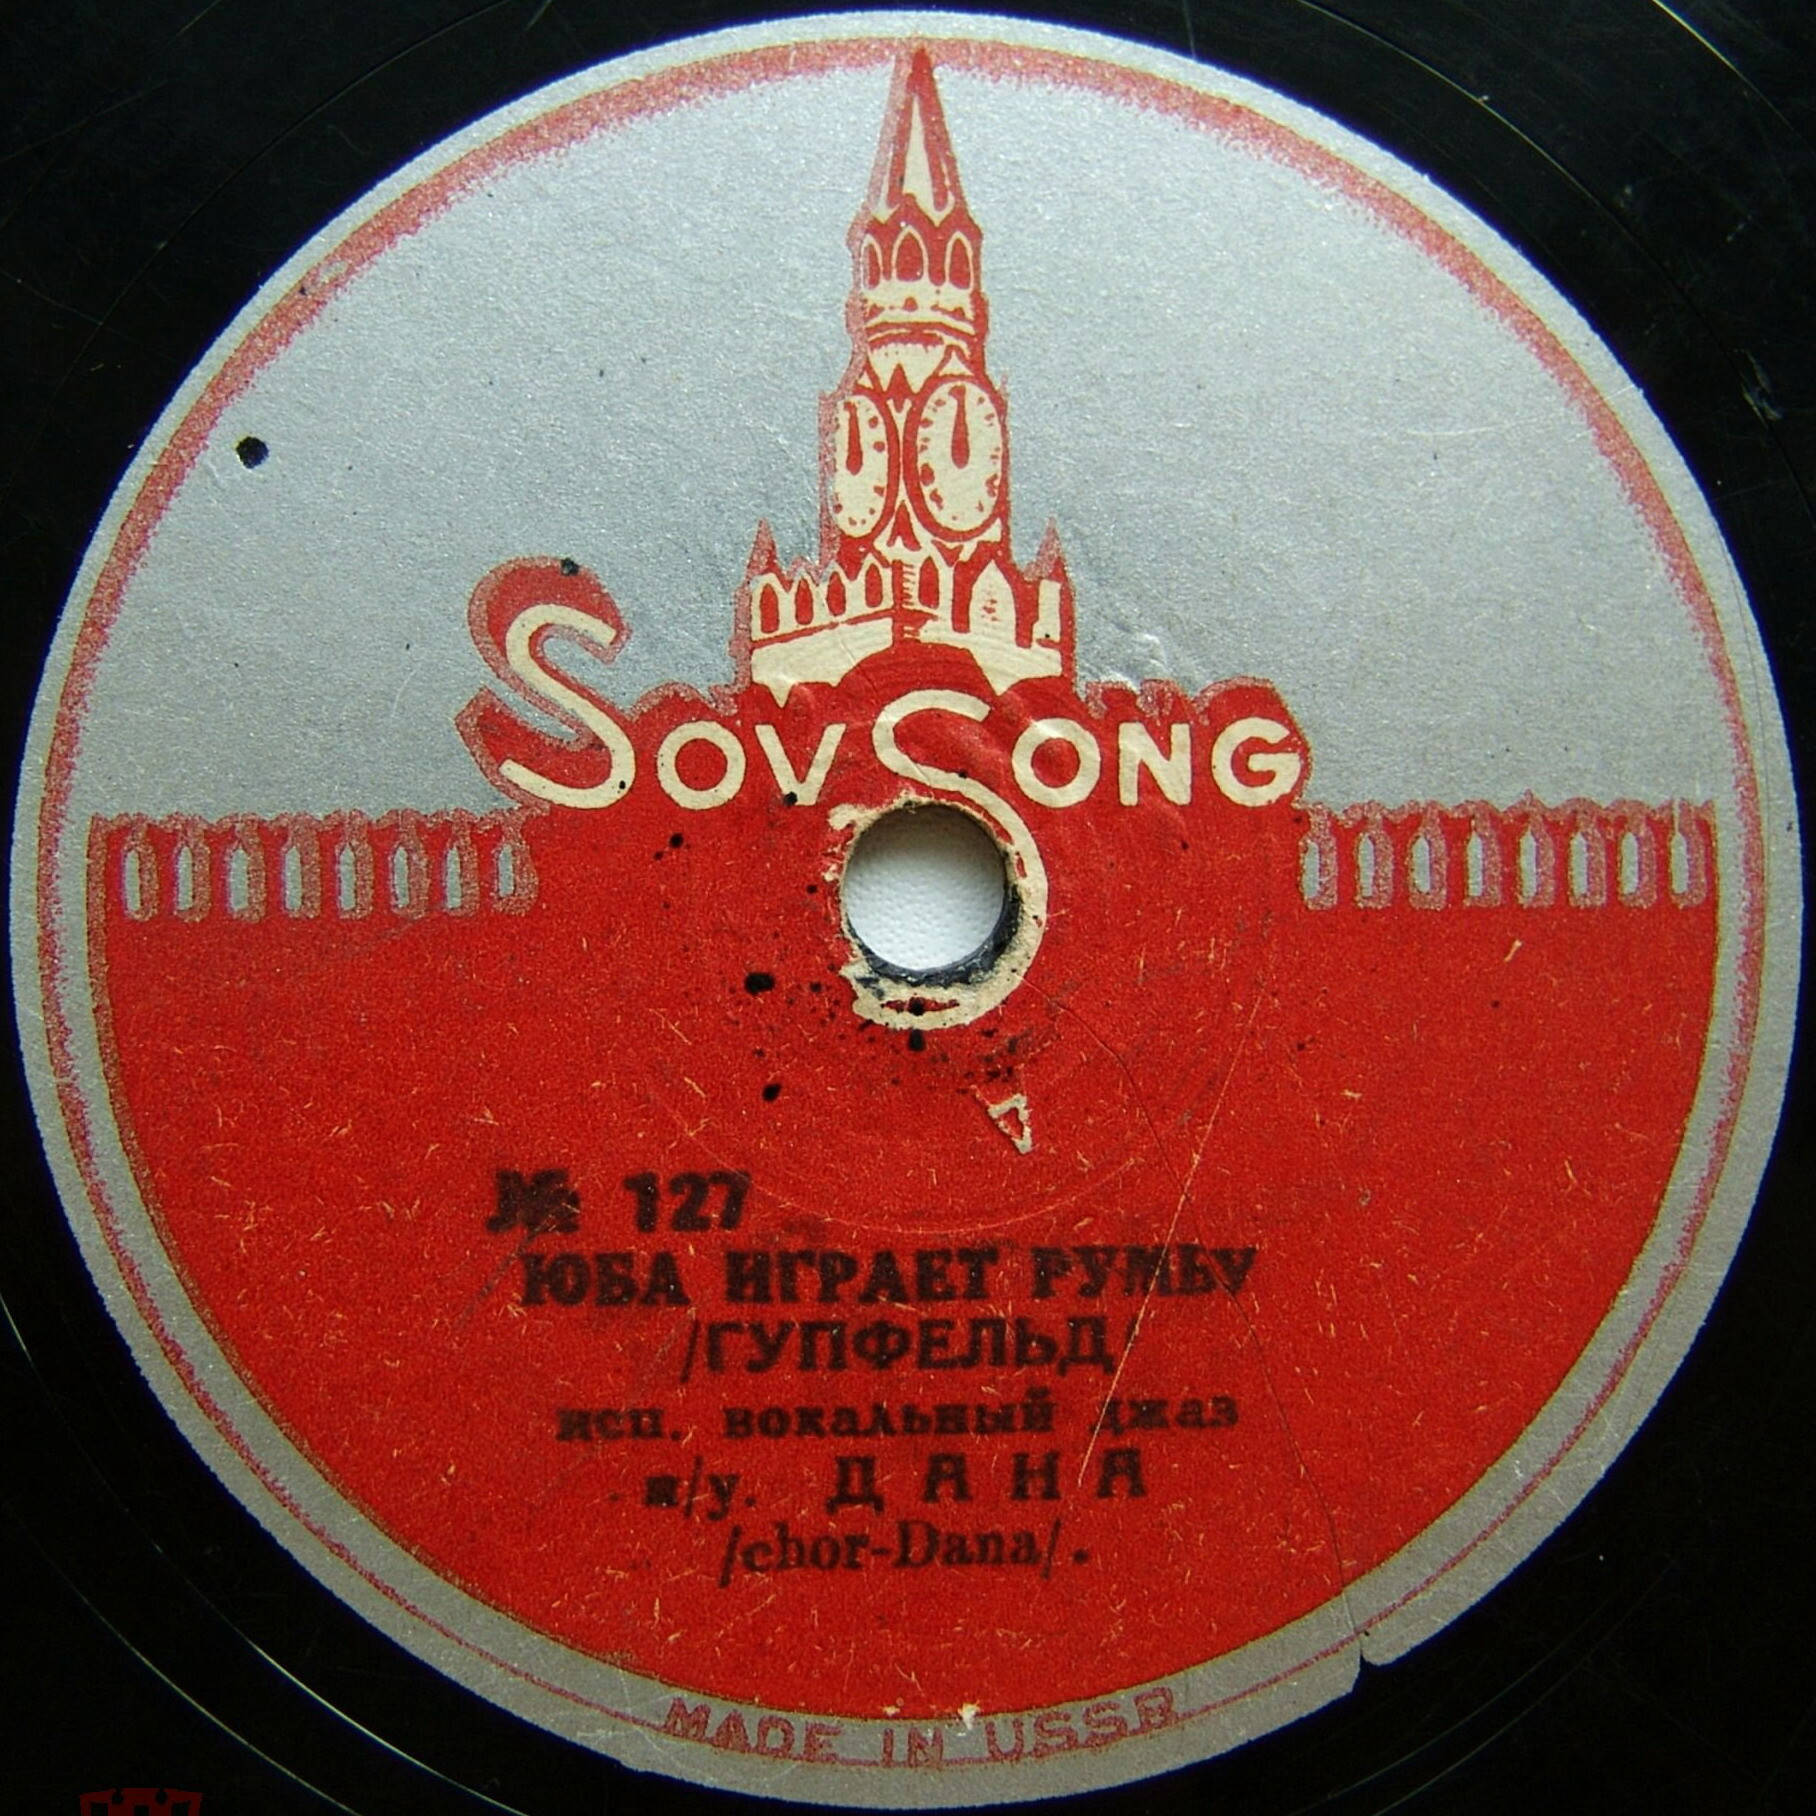 SOVSONG
№ 127
ЮБА ИГРАЕТ РУМБУ
/ГУПФЕЛЬД/
исп. вокальный джаз
п/у. ДАНА
/chor-Dana/.
MADE IN USSR